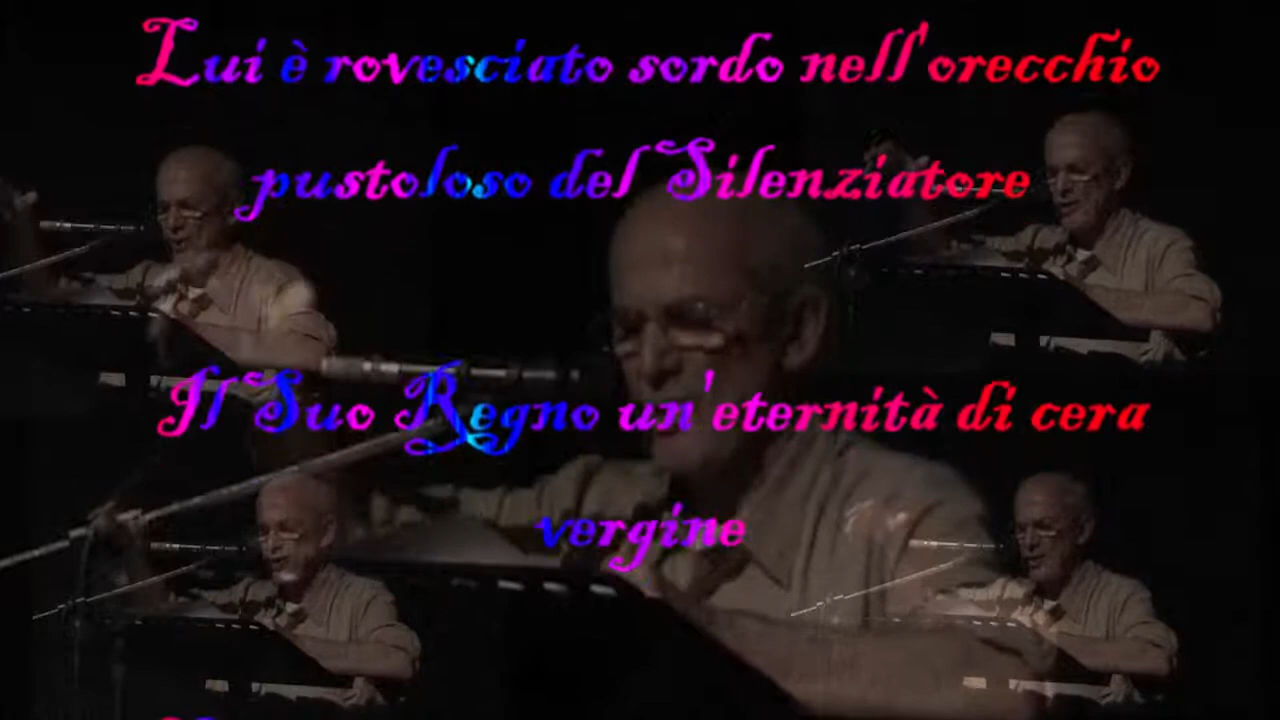 Lui è rovesciato sordo nell'orecchio
pustoloso del Silenziatore
Il Suo Regno un'eternità di cera
vergine